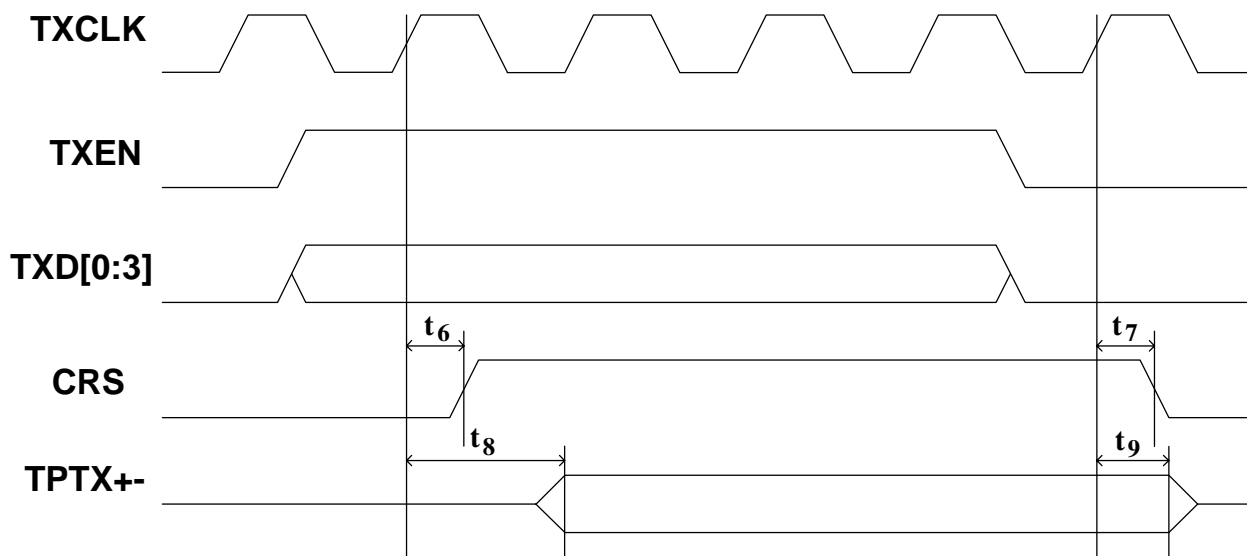 TXCLK
TXEN
TXD[0:3]
t6 t7
CRS
t8 t9
TPTX+-